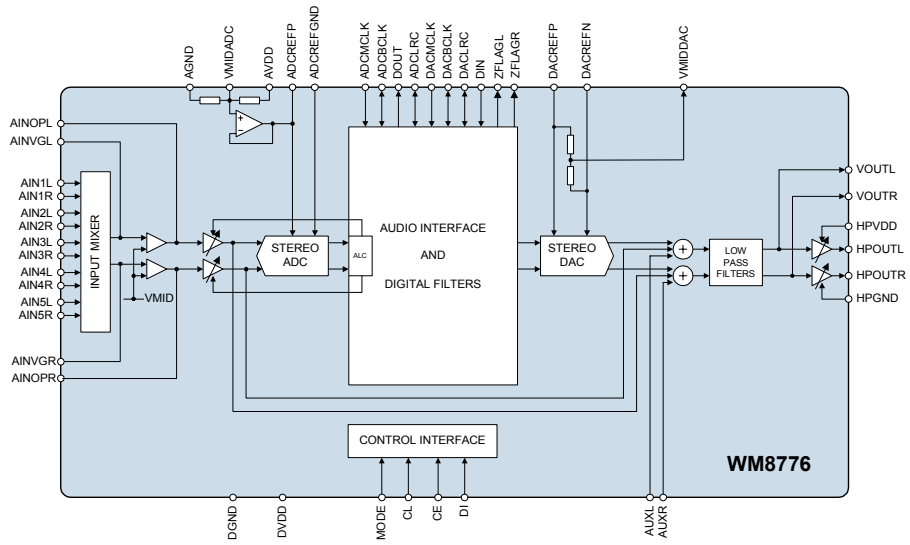 AGND
VMIDADC
AVDD
ADCREFP
ADCREFGND
ADCMCLK
ADCBCLK
DOUT
ADCLRC
DACMCLK
DACBCLK
DACLRC
DIN
ZFLAGL
ZFLAGR
DACREFP
DACREFN
VMIDDAC
AINOPL
AINVGL
AIN1L
AIN1R
AIN2L
AIN2R
AIN3L
AIN3R
AIN4L
AIN4R
AIN5L
AIN5R
AINVGR
AINOPR
INPUT MIXER
+
−
VMID
STEREO
ADC
ALC
AUDIO INTERFACE
AND
DIGITAL FILTERS
STEREO
DAC
+
+
LOW
PASS
FILTERS
VOUTL
VOUTR
HPVDD
HPOUTL
HPOUTR
HPGND
CONTROL INTERFACE
WM8776
DGND
DVDD
MODE
CL
CE
DI
AUXL
AUXR